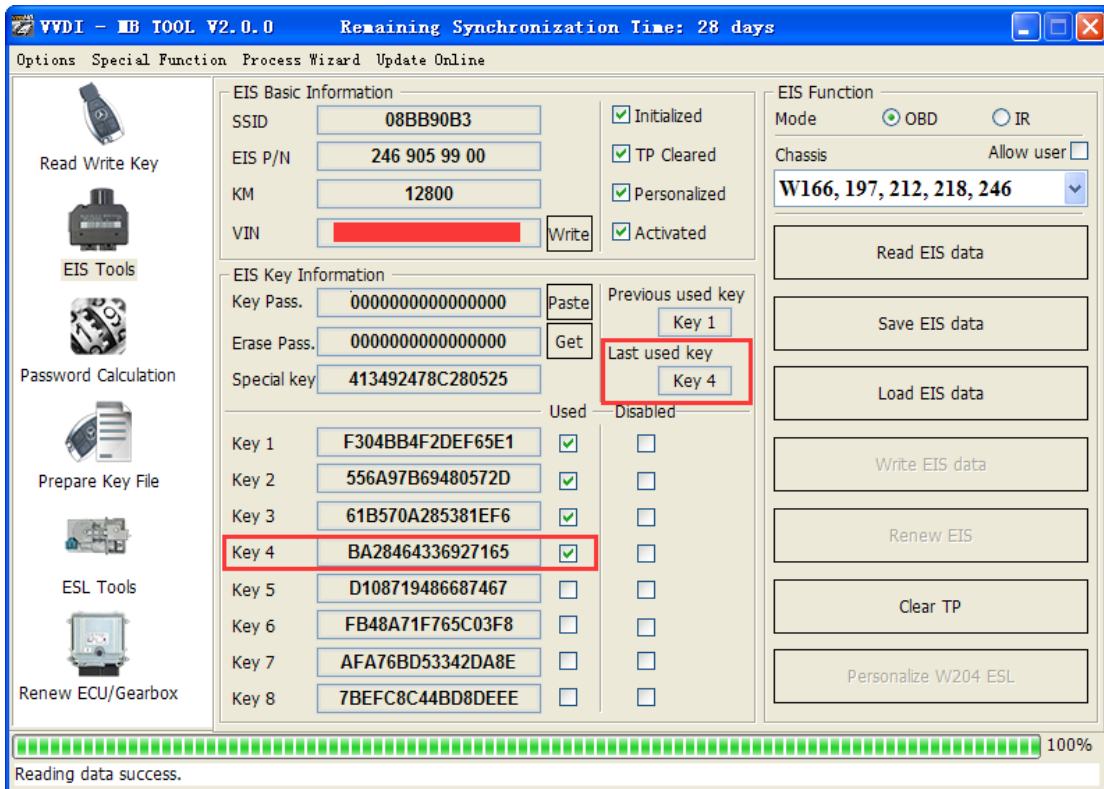 VVDI - MB TOOL V2.0.0 Remaining Synchronization Time: 28 days
Options Special Function Process Wizard Update Online
Read Write Key
EIS Tools
Password Calculation
Prepare Key File
ESL Tools
Renew ECU/Gearbox
EIS Basic Information
SSID 08BB90B3 Initialized
EIS P/N 246 905 99 00 TP Cleared
KM 12800 Personalized
VIN Write Activated
EIS Key Information
Key Pass. 0000000000000000 Paste
Erase Pass. 0000000000000000 Get
Special key 413492478C280525
Previous used key
Key 1
Last used key
Key 4
Used Disabled
Key 1 F304BB4F2DEF65E1
Key 2 556A97B69480572D
Key 3 61B570A285381EF6
Key 4 BA28464336927165
Key 5 D108719486687467
Key 6 FB48A71F765C03F8
Key 7 AFA76BD53342DA8E
Key 8 7BEFC8C44BD8DEEE
EIS Function
Mode OBD IR
Chassis Allow user
W166, 197, 212, 218, 246
Read EIS data
Save EIS data
Load EIS data
Write EIS data
Renew EIS
Clear TP
Personalize W204 ESL
100%
Reading data success.